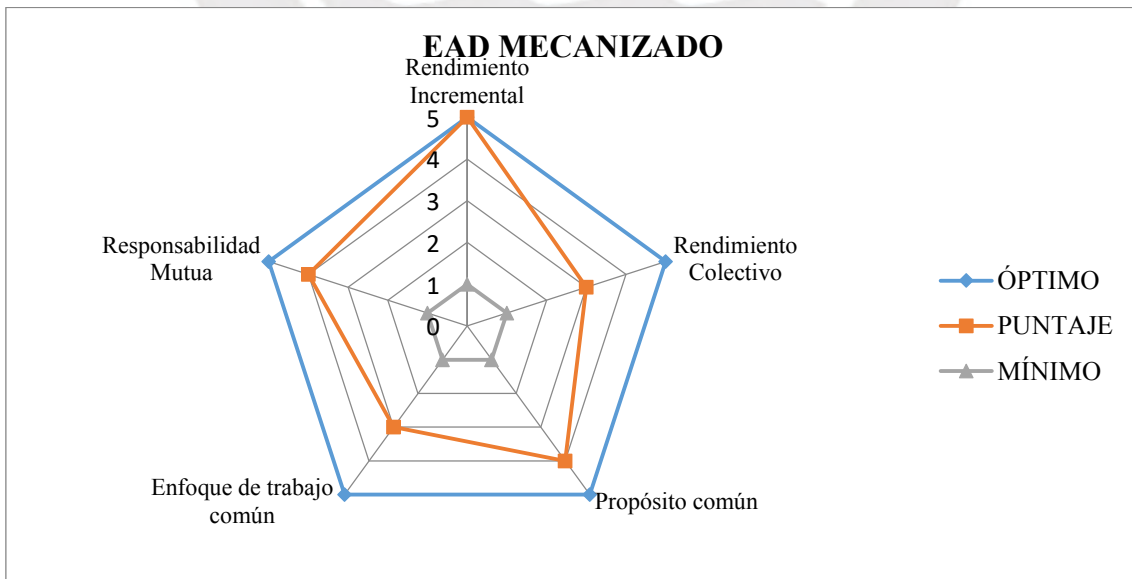 EAD MECANIZADO
Rendimiento
Incremental
5
4
3
2
1
0
Rendimiento
Colectivo
Propósito común
Enfoque de trabajo
común
Responsabilidad
Mutua
ÓPTIMO
PUNTAJE
MÍNIMO